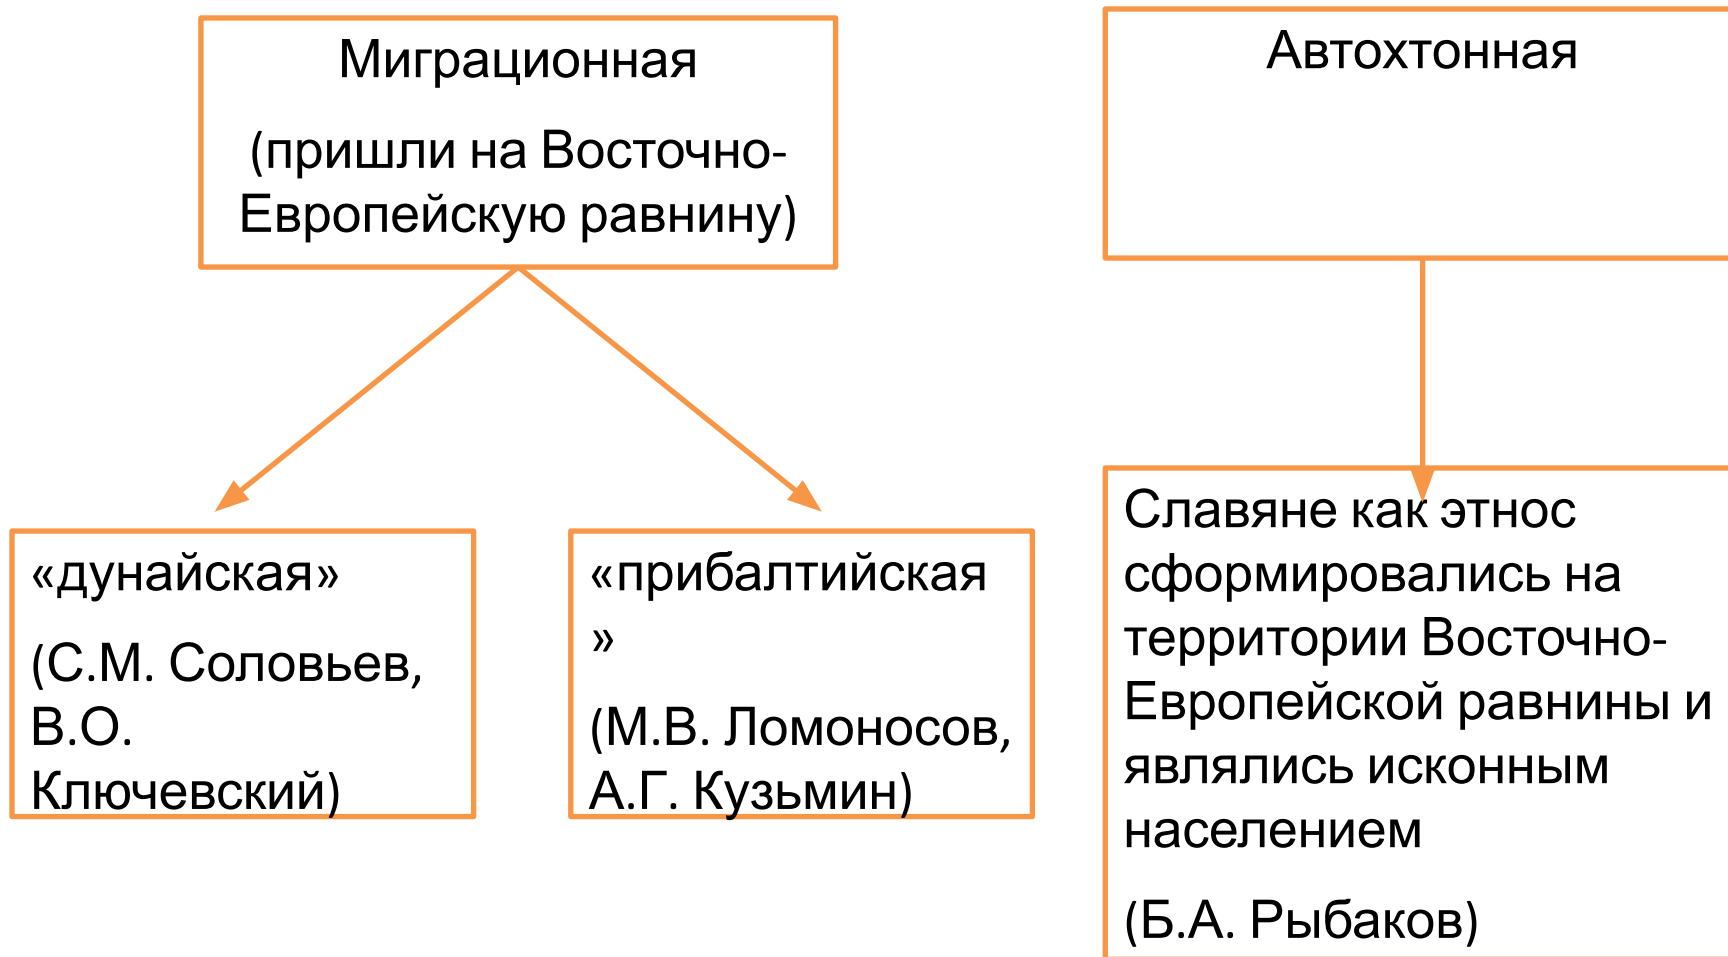 Миграционная
(пришли на Восточно-
Европейскую равнину)
Автохтонная
«дунайская»
(С.М. Соловьев,
В.О.
Ключевский)
«прибалтийская
»
(М.В. Ломоносов,
А.Г. Кузьмин)
Славяне как этнос
сформировались на
территории Восточно-
Европейской равнины и
являлись исконным
населением
(Б.А. Рыбаков)